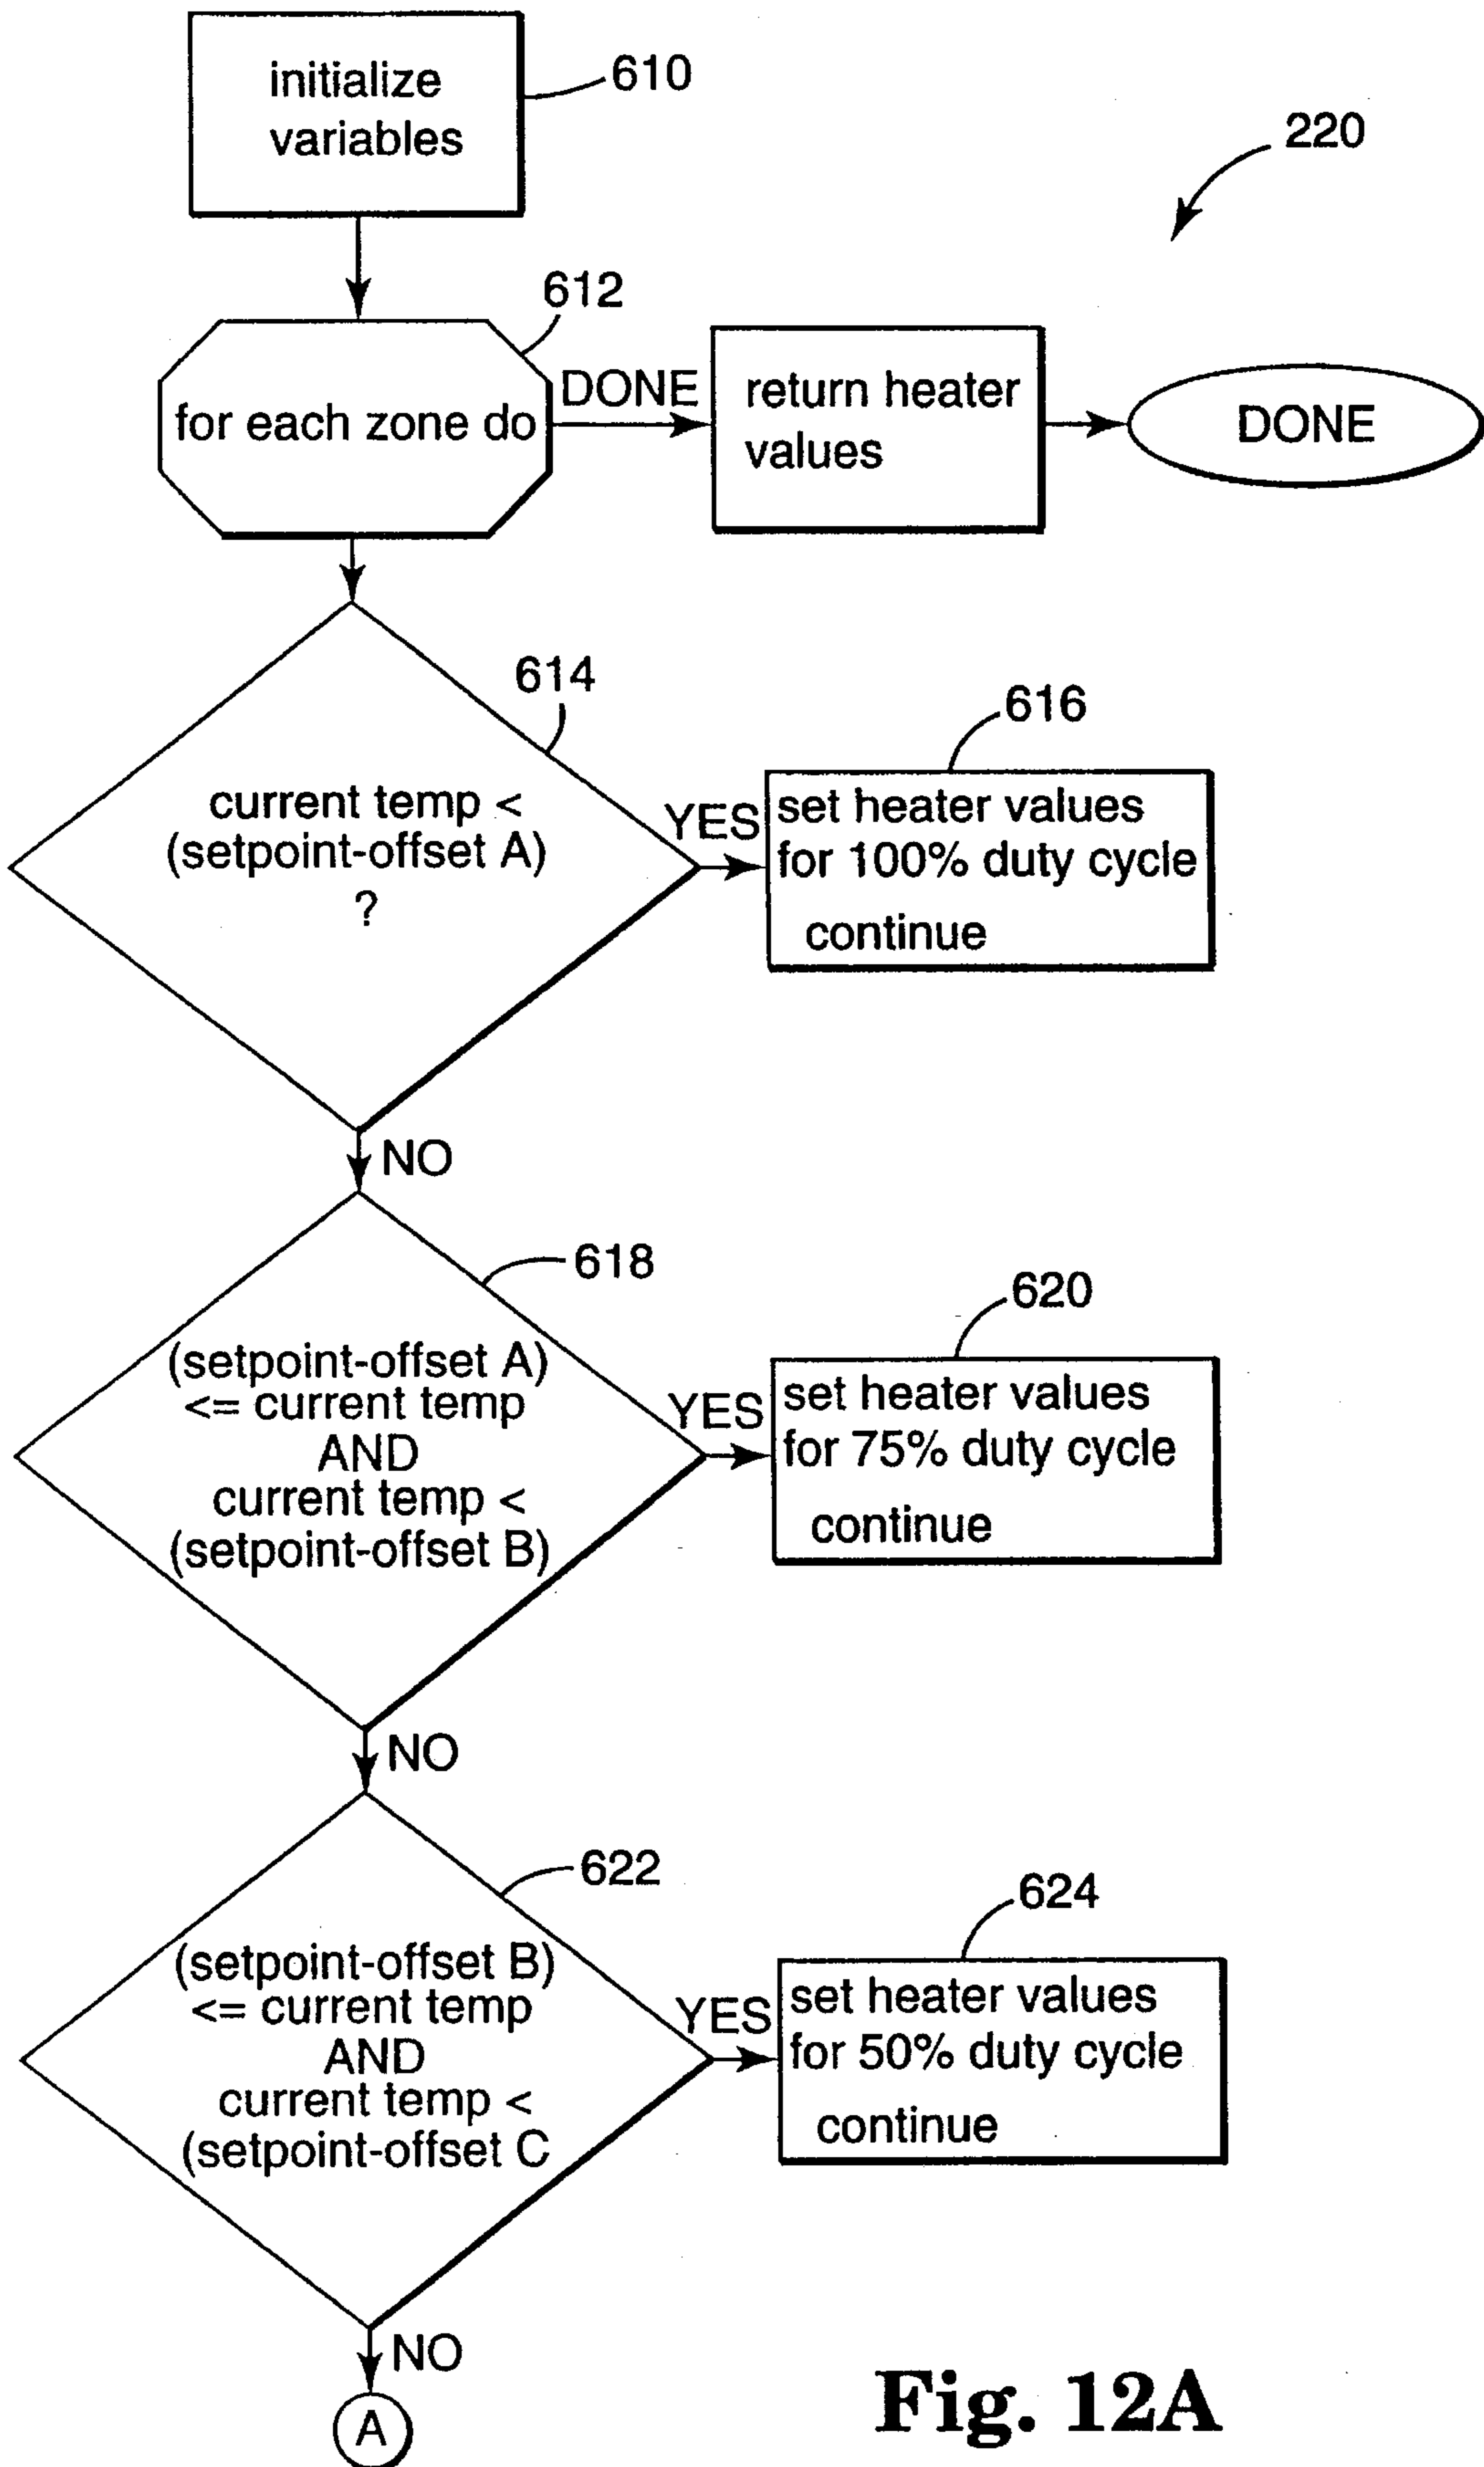 initialize
variables
610
220
612
for each zone do
DONE
return heater
values
DONE
614
current temp <
(setpoint-offset A)
?
YES
616
set heater values
for 100% duty cycle
continue
NO
618
(setpoint-offset A)
<= current temp
AND
current temp <
(setpoint-offset B)
YES
620
set heater values
for 75% duty cycle
continue
NO
622
(setpoint-offset B)
<= current temp
AND
current temp <
(setpoint-offset C
YES
624
set heater values
for 50% duty cycle
continue
NO
A
Fig. 12A